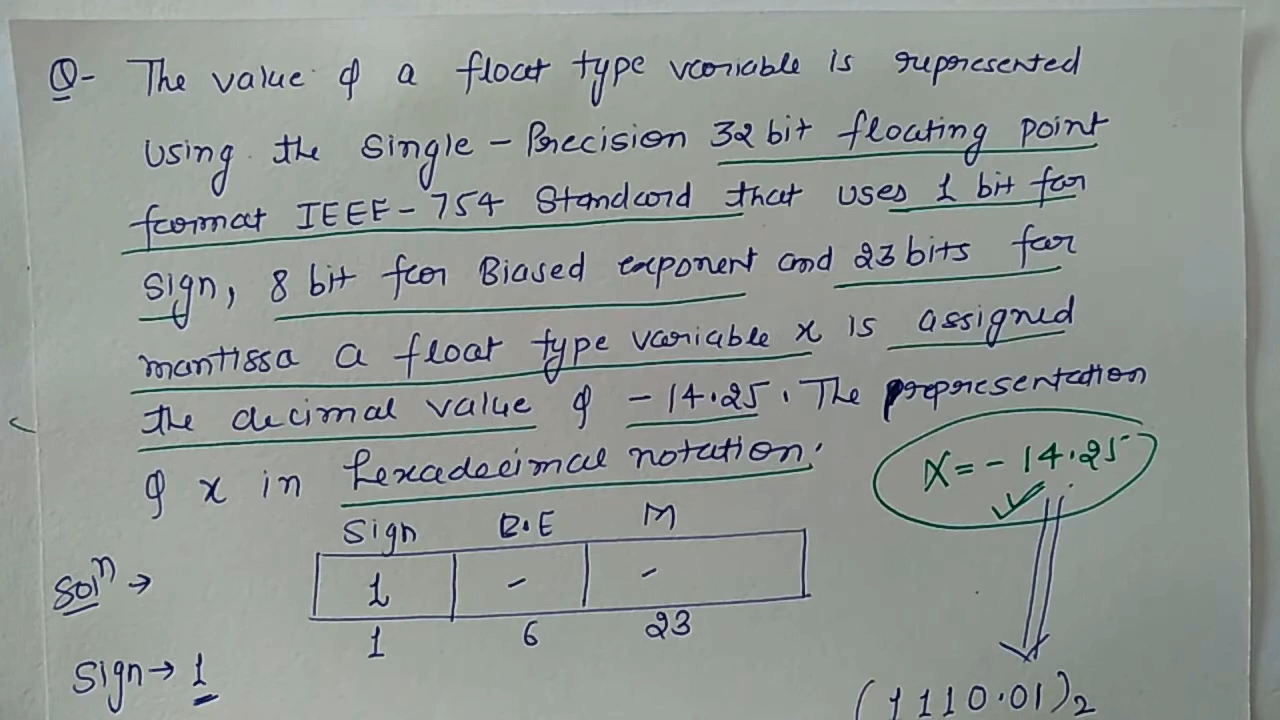 Q- The value of a float type variable is represented
using the single-Precision 32 bit floating point
format IEEE-754 Standard that uses 1 bit for
sign, 8 bit for Biased exponent and 23 bits for
mantissa a float type variable x is assigned
the decimal value of -14.25. The representation
of x in hexadecimal notation.
X=-14.25
Sign B.E M
Solⁿ → 1 - -
1 6 23
Sign→ 1
(1110.01)₂